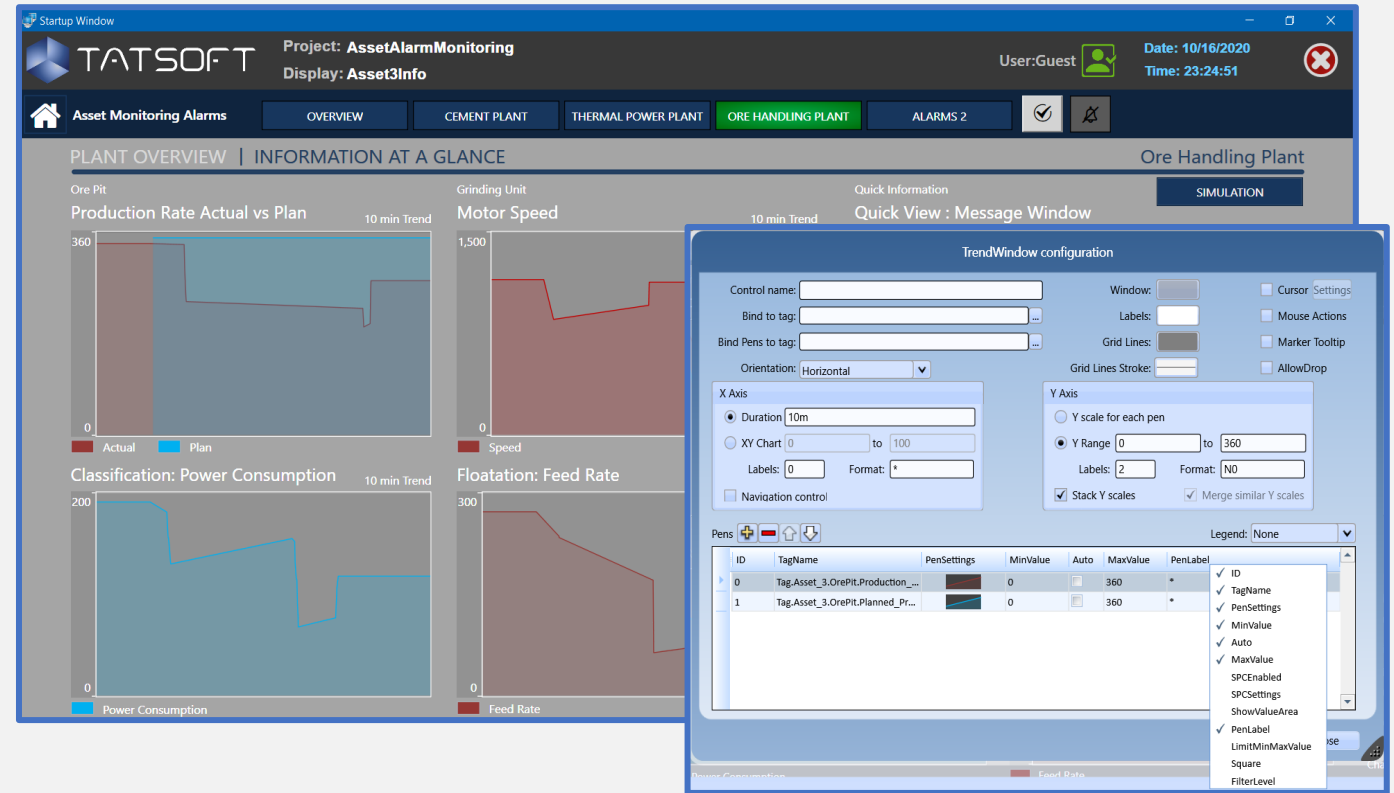 Startup Window
TATSOFT
Project: AssetAlarmMonitoring
Display: Asset3Info
User:Guest
Date: 10/16/2020
Time: 23:24:51
Asset Monitoring Alarms
OVERVIEW
CEMENT PLANT
THERMAL POWER PLANT
ORE HANDLING PLANT
ALARMS 2
PLANT OVERVIEW | INFORMATION AT A GLANCE
Ore Handling Plant
Ore Pit
Production Rate Actual vs Plan
10 min Trend
360
0
Actual
Plan
Grinding Unit
Motor Speed
10 min Trend
1,500
0
Speed
Quick Information
Quick View : Message Window
SIMULATION
Classification: Power Consumption
10 min Trend
200
0
Power Consumption
Floatation: Feed Rate
300
0
Feed Rate
TrendWindow configuration
Control name:
Bind to tag:
...
Bind Pens to tag:
...
Orientation: Horizontal
Window:
Labels:
Grid Lines:
Grid Lines Stroke:
Cursor Settings
Mouse Actions
Marker Tooltip
AllowDrop
X Axis
Duration 10m
XY Chart 0 to 100
Labels: 0 Format: *
Navigation control
Y Axis
Y scale for each pen
Y Range 0 to 360
Labels: 2 Format: N0
Stack Y scales Merge similar Y scales
Pens
Legend: None
ID TagName PenSettings MinValue Auto MaxValue PenLabel
0 Tag.Asset_3.OrePit.Production_... 0 360 *
1 Tag.Asset_3.OrePit.Planned_Pr... 0 360 *
ID
TagName
PenSettings
MinValue
Auto
MaxValue
SPCEnabled
SPCSettings
ShowValueArea
PenLabel
LimitMinMaxValue
Square
FilterLevel
Power Consumption
Feed Rate